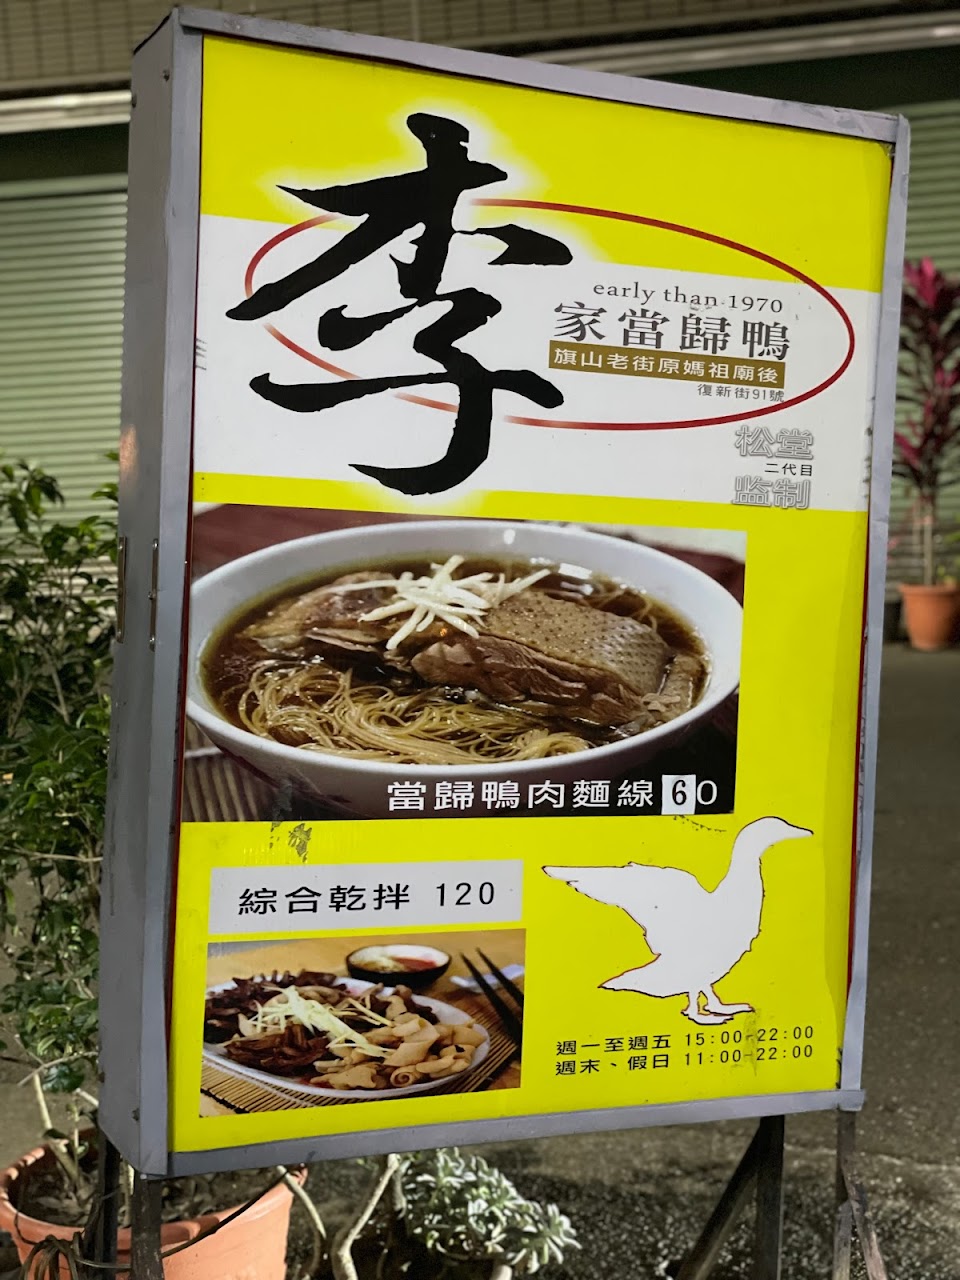 李
early than 1970
家當歸鴨
旗山老街原媽祖廟後
復新街91號
松堂
二代目
监制
當歸鴨肉麵線60
綜合乾拌 120
週一至週五 15:00-22:00
週末、假日 11:00-22:00